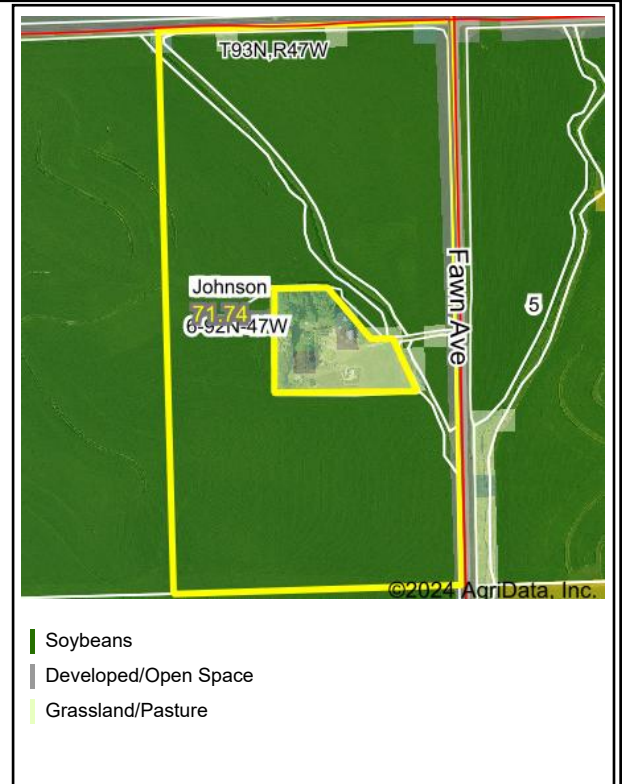 T93N,R47W
Johnson
71.74
6-92N-47W
Fawn Ave
5
©2024 AgriData, Inc.
Soybeans
Developed/Open Space
Grassland/Pasture